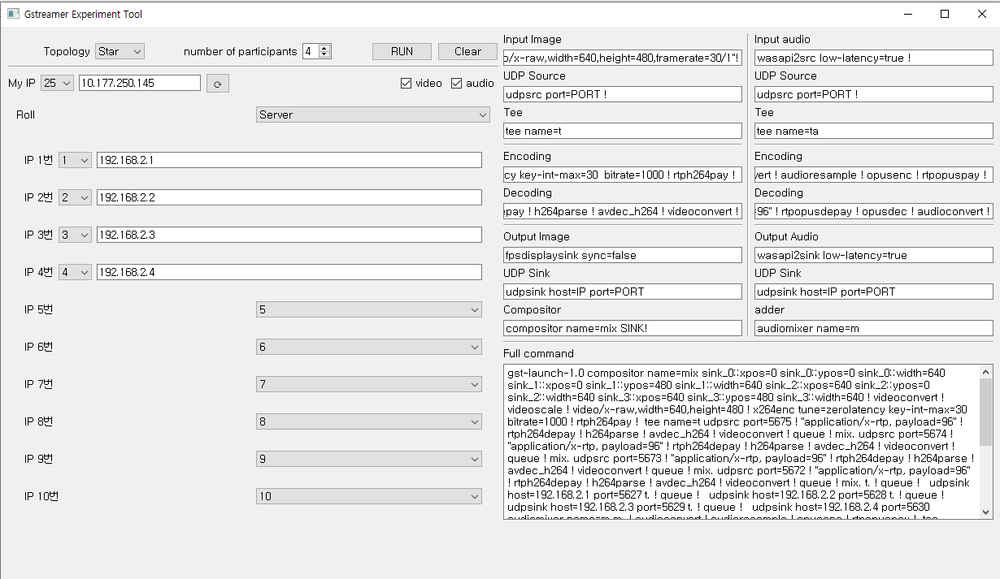 Gstreamer Experiment Tool
Topology Star number of participants 4 RUN Clear
My IP 25 10.177.250.145 video audio
Roll Server
IP 1번 1 192.168.2.1
IP 2번 2 192.168.2.2
IP 3번 3 192.168.2.3
IP 4번 4 192.168.2.4
IP 5번 5
IP 6번 6
IP 7번 7
IP 8번 8
IP 9번 9
IP 10번 10
Input Image
o/x-raw,width=640,height=480,framerate=30/1"!
UDP Source
udpsrc port=PORT !
Tee
tee name=t
Encoding
cy key-int-max=30  bitrate=1000 ! rtph264pay !
Decoding
epay ! h264parse ! avdec_h264 ! videoconvert !
Output Image
fpsdisplaysink sync=false
UDP Sink
udpsink host=IP port=PORT
Compositor
compositor name=mix SINK!
Input audio
wasapi2src low-latency=true !
UDP Source
udpsrc port=PORT !
Tee
tee name=ta
Encoding
vert ! audioresample ! opusenc ! rtpopuspay !
Decoding
=96" ! rtpopusdepay ! opusdec ! audioconvert !
Output Audio
wasapi2sink low-latency=true
UDP Sink
udpsink host=IP port=PORT
adder
audiomixer name=m
Full command
gst-launch-1.0 compositor name=mix sink_0::xpos=0 sink_0::ypos=0 sink_0::width=640
sink_1::xpos=0 sink_1::ypos=480 sink_1::width=640 sink_2::xpos=640 sink_2::ypos=0
sink_2::width=640 sink_3::xpos=640 sink_3::ypos=480 sink_3::width=640 ! videoconvert !
videoscale ! video/x-raw,width=640,height=480 ! x264enc tune=zerolatency key-int-max=30
bitrate=1000 ! rtph264pay !  tee name=t udpsrc port=5675 ! "application/x-rtp, payload=96" !
rtph264depay ! h264parse ! avdec_h264 ! videoconvert ! queue ! mix. udpsrc port=5674 !
"application/x-rtp, payload=96" ! rtph264depay ! h264parse ! avdec_h264 ! videoconvert !
queue ! mix. udpsrc port=5673 ! "application/x-rtp, payload=96" ! rtph264depay ! h264parse !
avdec_h264 ! videoconvert ! queue ! mix. udpsrc port=5672 ! "application/x-rtp, payload=96"
! rtph264depay ! h264parse ! avdec_h264 ! videoconvert ! queue ! mix. t. ! queue !   udpsink
host=192.168.2.1 port=5627 t. ! queue !   udpsink host=192.168.2.2 port=5628 t. ! queue !
udpsink host=192.168.2.3 port=5629 t. ! queue !   udpsink host=192.168.2.4 port=5630
audiomixer name=m m. ! audioconvert ! audioresample ! opusenc ! rtpopuspay !  tee